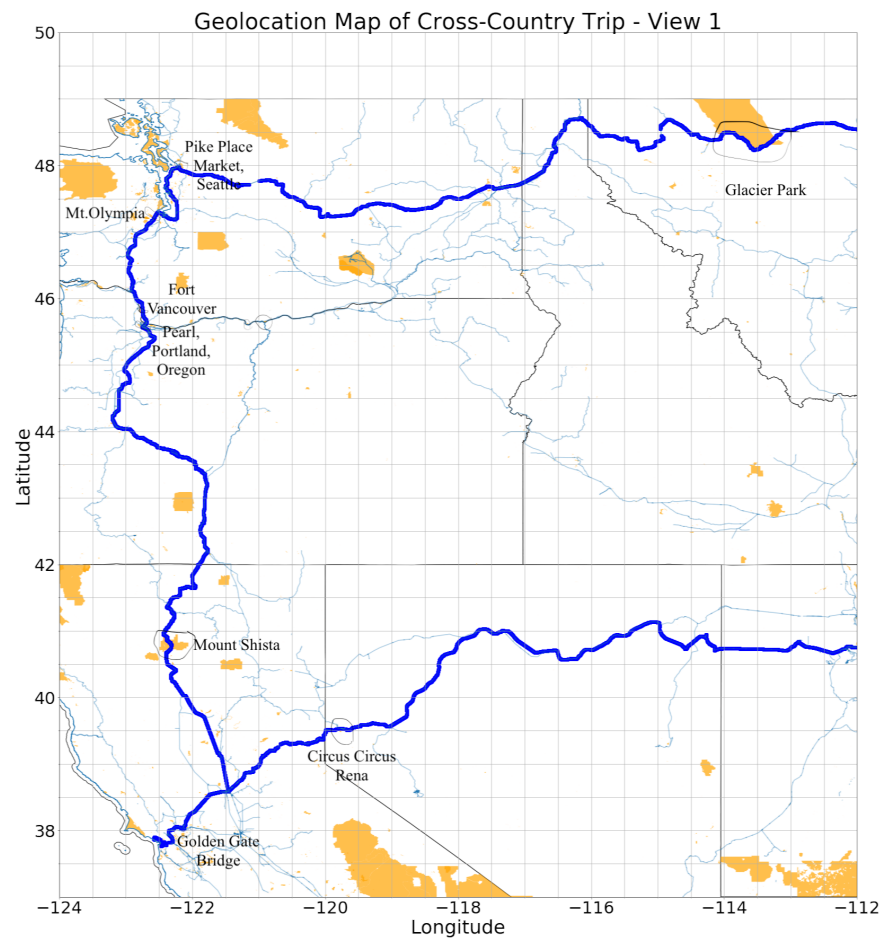 Geolocation Map of Cross-Country Trip - View 1
50
48
46
44
42
40
38
Latitude
Pike Place
Market,
Seattle
Mt.Olympia
Glacier Park
Fort
Vancouver
Pearl,
Portland,
Oregon
Mount Shista
Circus Circus
Rena
Golden Gate
Bridge
−124
−122
−120
−118
−116
−114
−112
Longitude